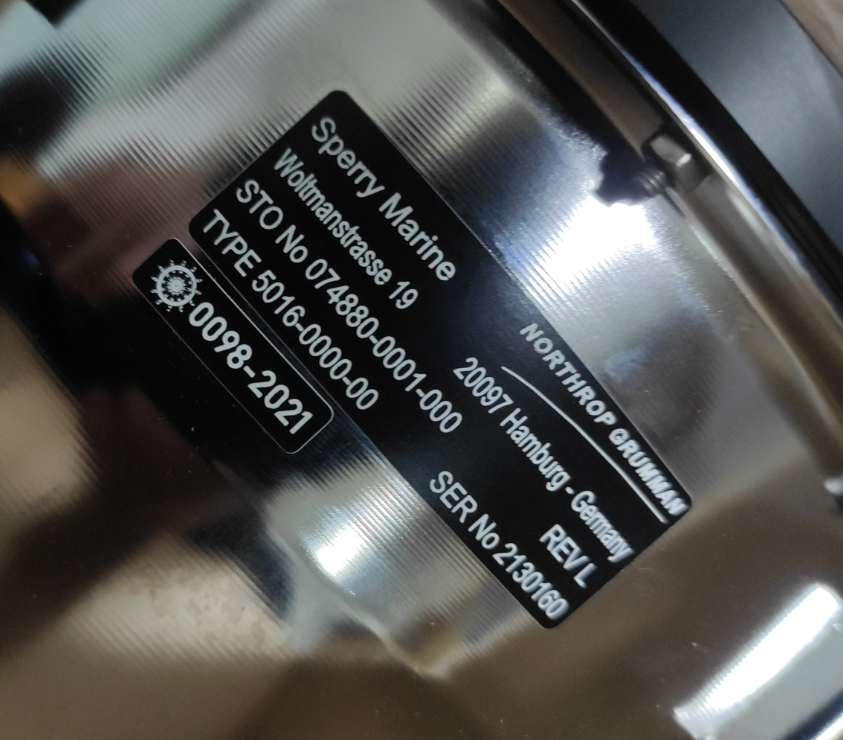 Sperry Marine
NORTHROP GRUMMAN
Woltmanstrasse 19 20097 Hamburg - Germany
STO No 074880-0001-000 REV L
TYPE 5016-0000-00 SER No 2130160
0098-2021